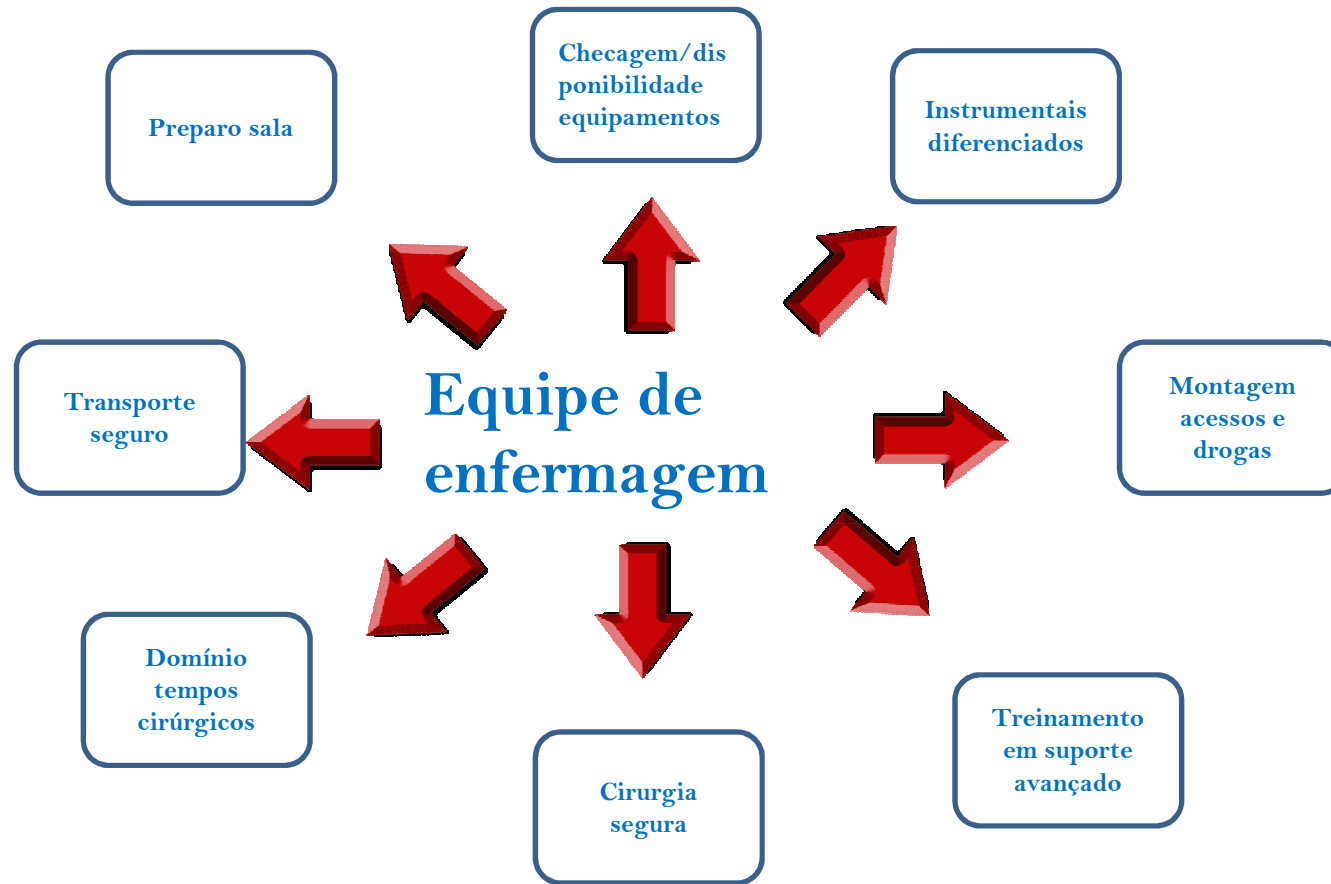 Checagem/dis
ponibilidade
equipamentos
Preparo sala
Instrumentais
diferenciados
Equipe de
enfermagem
Transporte
seguro
Montagem
acessos e
drogas
Domínio
tempos
cirúrgicos
Cirurgia
segura
Treinamento
em suporte
avançado